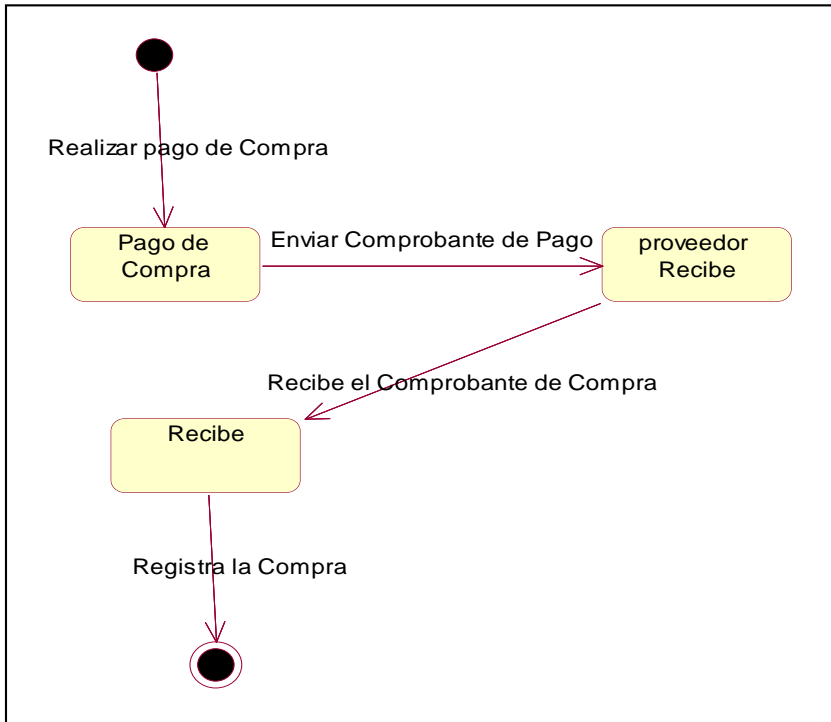 Realizar pago de Compra
Pago de
Compra
Enviar Comprobante de Pago
proveedor
Recibe
Recibe el Comprobante de Compra
Recibe
Registra la Compra